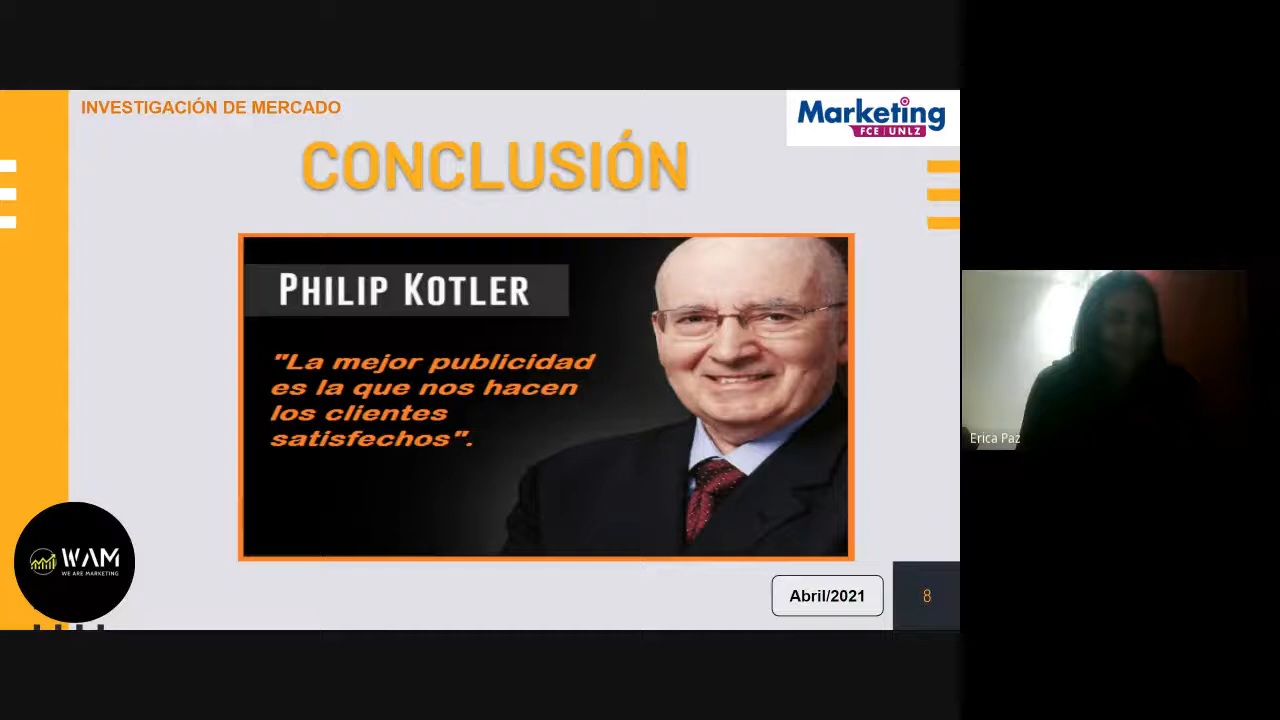 INVESTIGACIÓN DE MERCADO
Marketing
FCE | UNLZ
CONCLUSIÓN
PHILIP KOTLER
"La mejor publicidad
es la que nos hacen
los clientes
satisfechos".
Erica Paz
WAM
WE ARE MARKETING
Abril/2021
8